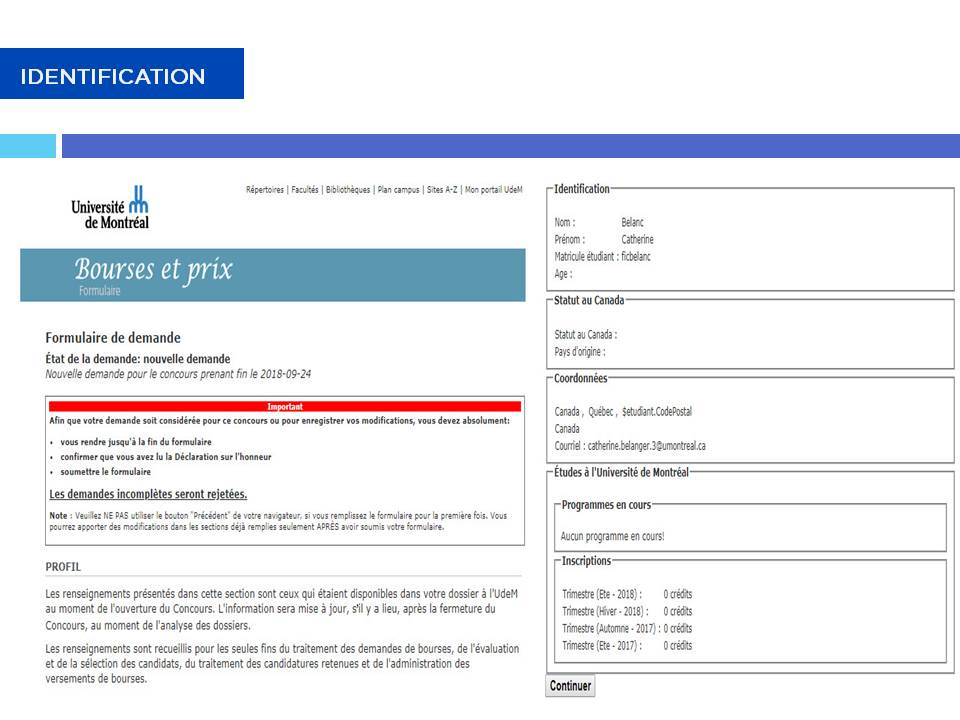 IDENTIFICATION
Répertoires | Facultés | Bibliothèques | Plan campus | Sites A-Z | Mon portail UdeM
Université
de Montréal
Bourses et prix
Formulaire
Formulaire de demande
État de la demande: nouvelle demande
Nouvelle demande pour le concours prenant fin le 2018-09-24
Important
Afin que votre demande soit considérée pour ce concours ou pour enregistrer vos modifications, vous devez absolument:
• vous rendre jusqu'à la fin du formulaire
• confirmer que vous avez lu la Déclaration sur l'honneur
• soumettre le formulaire
Les demandes incomplètes seront rejetées.
Note : Veuillez NE PAS utiliser le bouton "Précédent" de votre navigateur, si vous remplissez le formulaire pour la première fois. Vous
pourrez apporter des modifications dans les sections déjà remplies seulement APRÈS avoir soumis votre formulaire.
PROFIL
Les renseignements présentés dans cette section sont ceux qui étaient disponibles dans votre dossier à l'UdeM
au moment de l'ouverture du Concours. L'information sera mise à jour, s'il y a lieu, après la fermeture du
Concours, au moment de l'analyse des dossiers.
Les renseignements sont recueillis pour les seules fins du traitement des demandes de bourses, de l'évaluation
et de la sélection des candidats, du traitement des candidatures retenues et de l'administration des
versements de bourses.
Identification
Nom : Belanc
Prénom : Catherine
Matricule étudiant : ficbelanc
Age :
Statut au Canada
Statut au Canada :
Pays d'origine :
Coordonnées
Canada , Québec , $etudiant.CodePostal
Canada
Courriel : catherine.belanger.3@umontreal.ca
Études à l'Université de Montréal
Programmes en cours
Aucun programme en cours!
Inscriptions
Trimestre (Ete - 2018) : 0 crédits
Trimestre (Hiver - 2018) : 0 crédits
Trimestre (Automne - 2017) : 0 crédits
Trimestre (Ete - 2017) : 0 crédits
Continuer